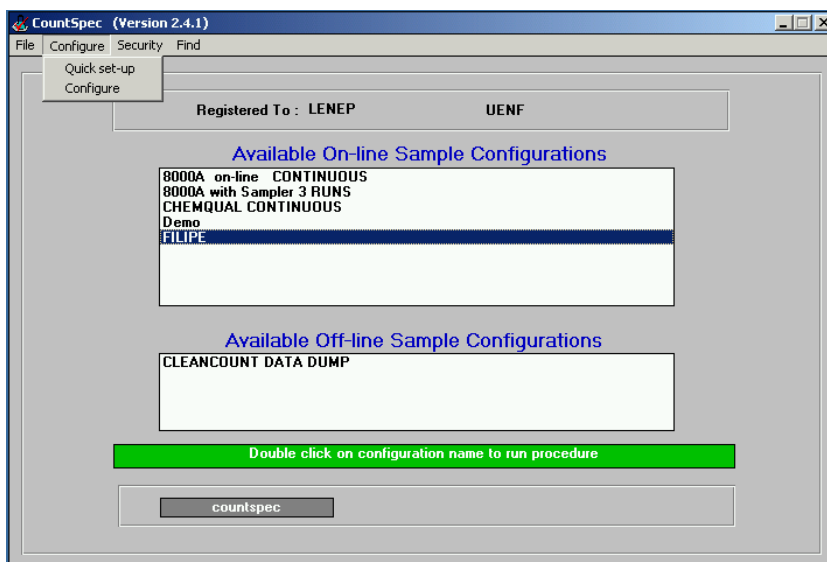 CountSpec (Version 2.4.1)
File Configure Security Find
Quick set-up
Configure
Registered To : LENEP UENF
Available On-line Sample Configurations
8000A on-line CONTINUOUS
8000A with Sampler 3 RUNS
CHEMQUAL CONTINUOUS
Demo
FILIPE
Available Off-line Sample Configurations
CLEANCOUNT DATA DUMP
Double click on configuration name to run procedure
countspec